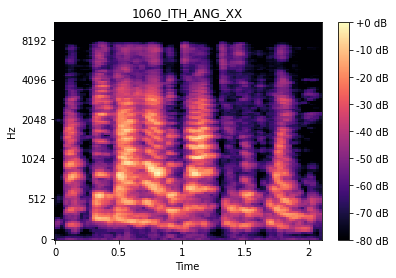 1060_ITH_ANG_XX
+0 dB
8192
-10 dB
4096
-20 dB
-30 dB
2048
Hz
-40 dB
1024
-50 dB
512
-60 dB
-70 dB
0
-80 dB
0 0.5 1 1.5 2
Time